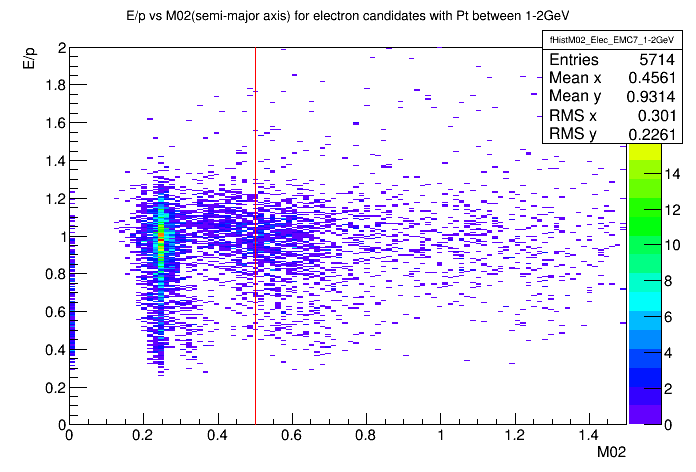 E/p vs M02(semi-major axis) for electron candidates with Pt between 1-2GeV
fHistM02_Elec_EMC7_1-2GeV
Entries 5714
Mean x 0.4561
Mean y 0.9314
RMS x 0.301
RMS y 0.2261
E/p
2
1.8
1.6
1.4
1.2
1
0.8
0.6
0.4
0.2
0
0 0.2 0.4 0.6 0.8 1 1.2 1.4
M02
14
12
10
8
6
4
2
0